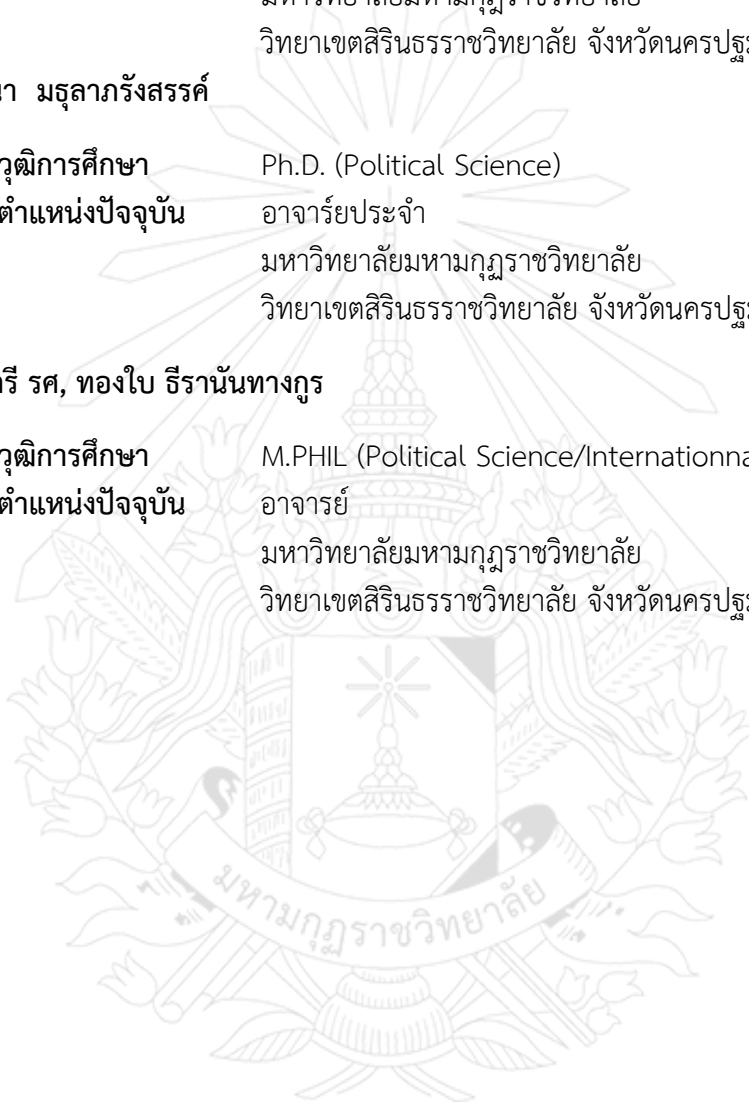 มหาวิทยาลัยมหามกุฏราชวิทยาลัย
วิทยาเขตสิรินธรราชวิทยาลัย จังหวัดนครปฐ
มธุลาภรังสรรค์
วุฒิการศึกษา Ph.D. (Political Science)
ตำแหน่งปัจจุบัน อาจาร์ยประจำ
มหาวิทยาลัยมหามกุฏราชวิทยาลัย
วิทยาเขตสิรินธรราชวิทยาลัย จังหวัดนครปฐ
รศ, ทองใบ ธีรานันทางกูร
วุฒิการศึกษา M.PHIL (Political Science/Internationna
ตำแหน่งปัจจุบัน อาจารย์
มหาวิทยาลัยมหามกุฎราชวิทยาลัย
วิทยาเขตสิรินธรราชวิทยาลัย จังหวัดนครปฐ
มหามกุฏราชวิทยาลัย